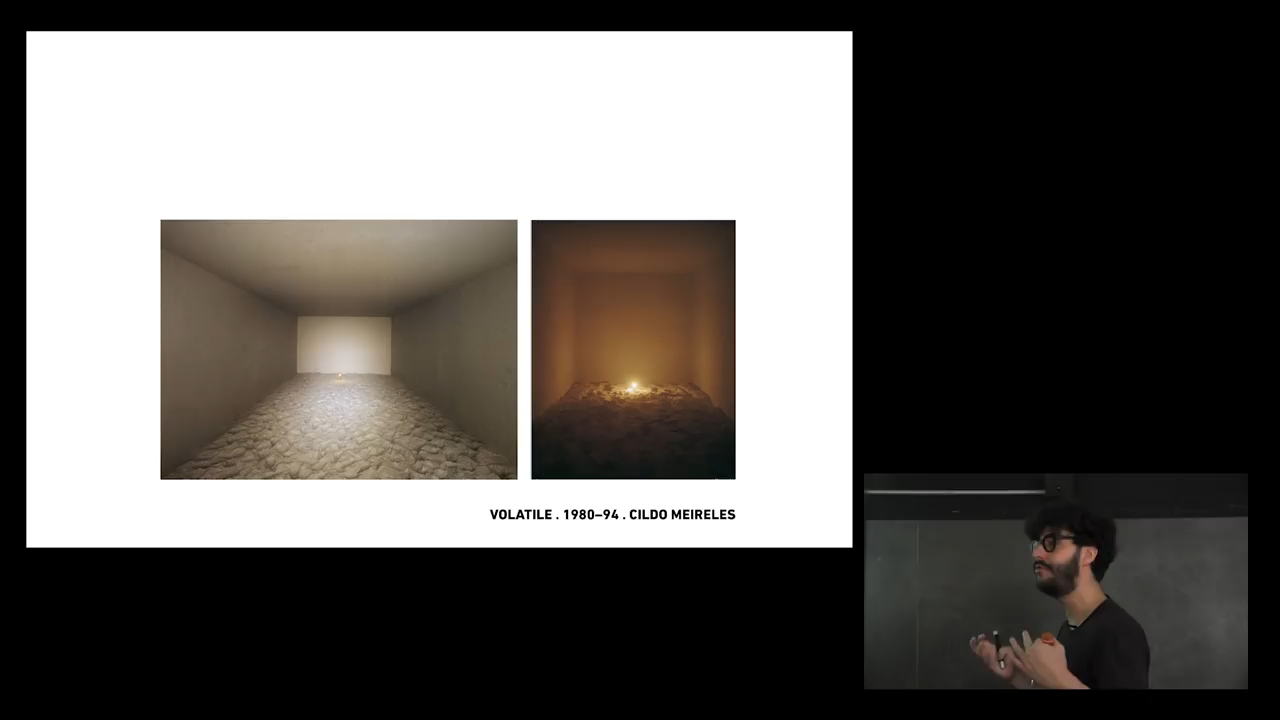 VOLATILE . 1980–94 . CILDO MEIRELES